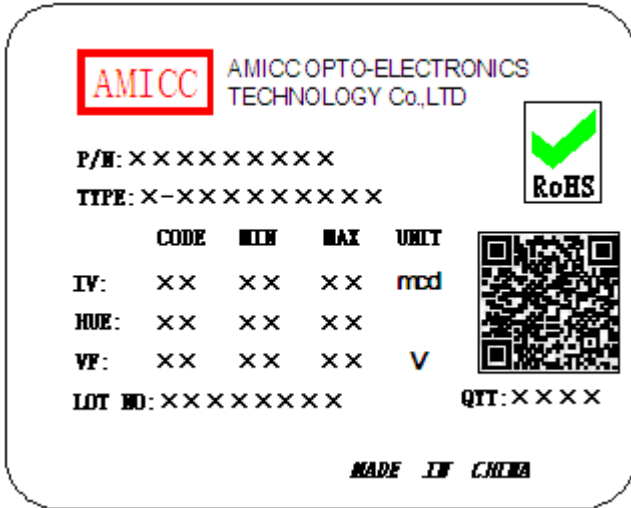 AMICC
AMICC OPTO-ELECTRONICS
TECHNOLOGY Co.,LTD
RoHS
P/N:×××××××××
TYPE:×-×××××××××
CODE MIN MAX UNIT
IV: ×× ×× ×× mcd
HUE: ×× ×× ××
VF: ×× ×× ×× V
LOT NO:×××××××× QTY:××××
MADE IN CHINA